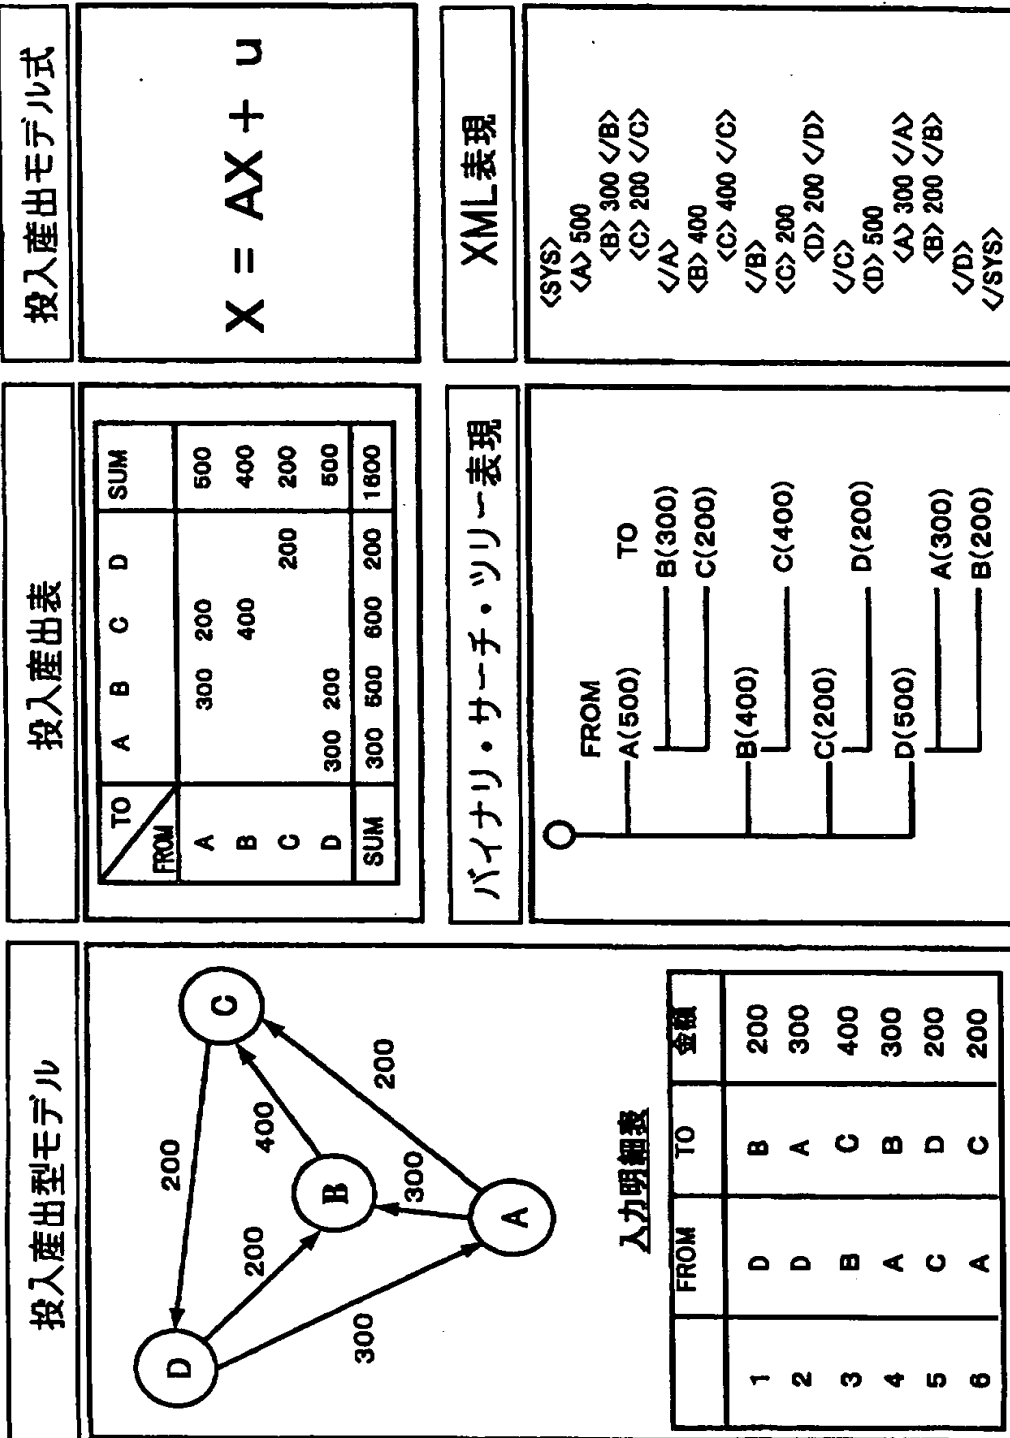 投入産出型モデル
D
C
B
A
200
200
400
300
300
200
入力明細表
FROM TO 金額
1 D B 200
2 D A 300
3 B C 400
4 A B 300
5 C D 200
6 A C 200
投入産出表
TO
FROM
A B C D SUM
A 300 200 500
B 400 400
C 200 200
D 300 200 500
SUM 300 500 600 200 1600
投入産出モデル式
X = AX + u
バイナリ・サーチ・ツリー表現
FROM TO
A(500)
B(300)
C(200)
B(400)
C(400)
C(200)
D(200)
D(500)
A(300)
B(200)
XML表現
<SYS>
<A> 500
<B> 300 </B>
<C> 200 </C>
</A>
<B> 400
<C> 400 </C>
</B>
<C> 200
<D> 200 </D>
</C>
<D> 500
<A> 300 </A>
<B> 200 </B>
</D>
</SYS>